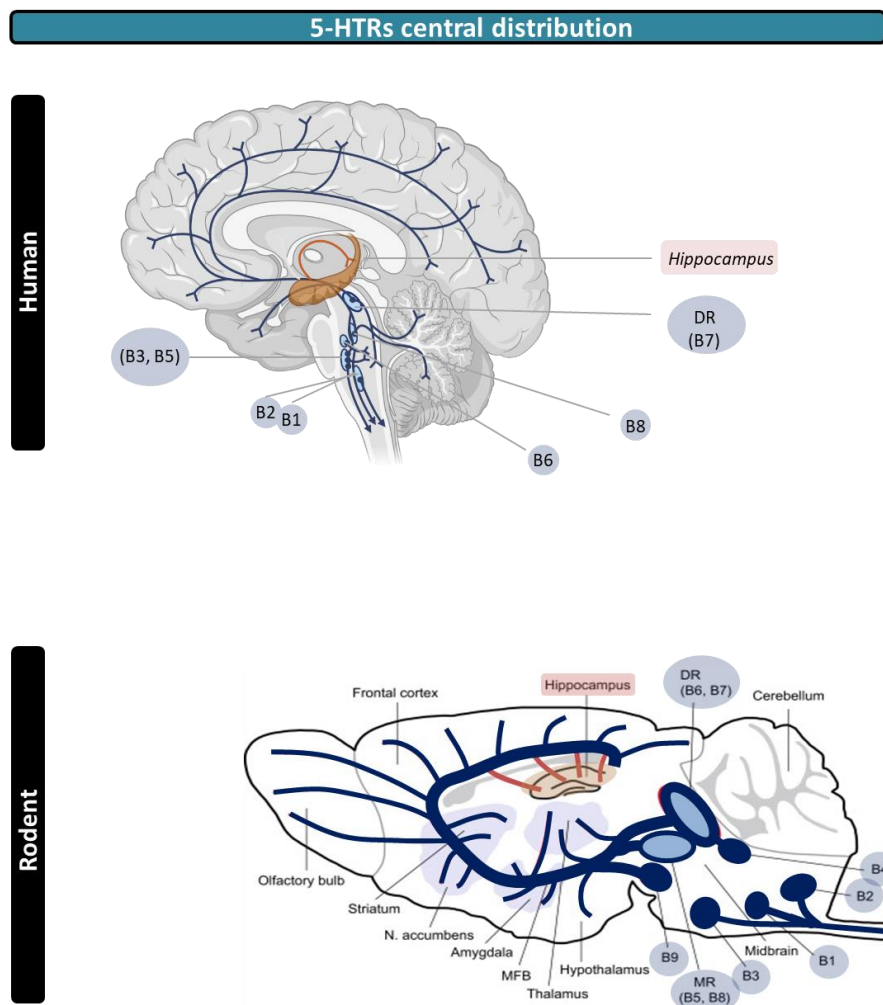 5-HTRs central distribution
Human
Hippocampus
DR
(B7)
(B3, B5)
B2
B1
B8
B6
Rodent
Hippocampus
DR
(B6, B7)
Frontal cortex
Cerebellum
Olfactory bulb
Striatum
N. accumbens
Amygdala
MFB
Thalamus
Hypothalamus
B9
MR
(B5, B8)
B3
Midbrain
B1
B2
B4